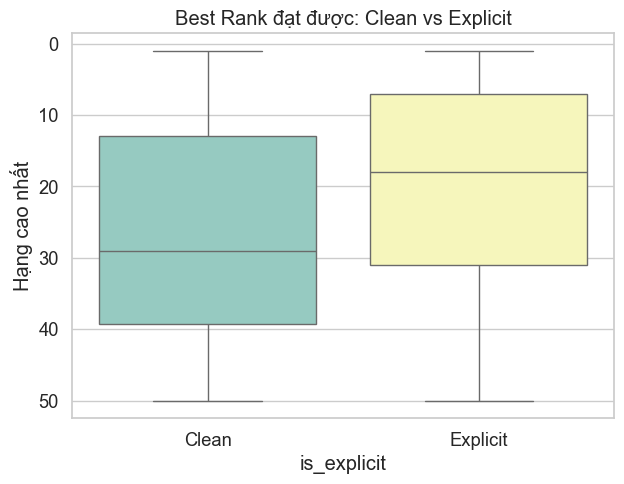 Best Rank đạt được: Clean vs Explicit
Hạng cao nhất
0
10
20
30
40
50
Clean
Explicit
is_explicit